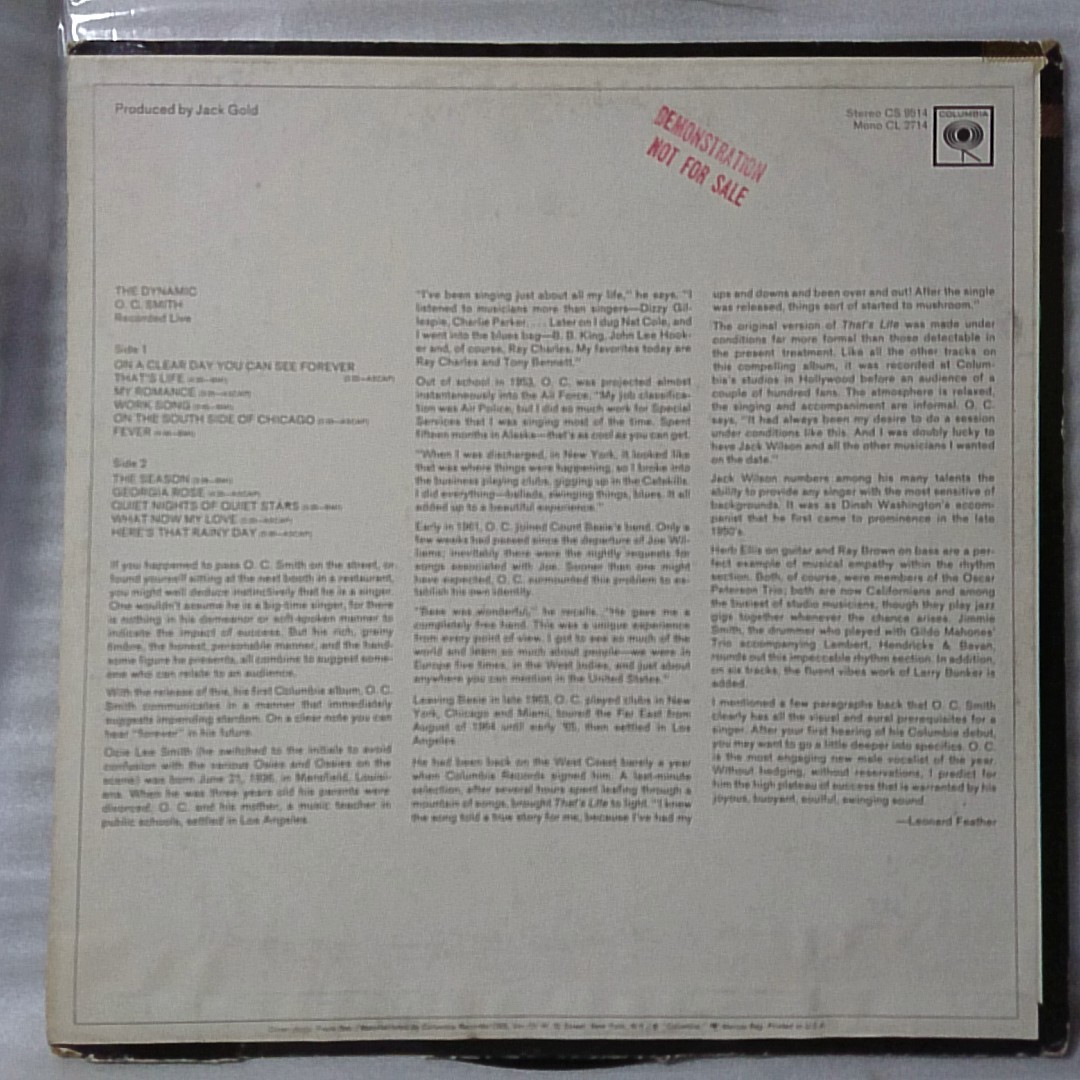 Produced by Jack Gold
DEMONSTRATION
NOT FOR SALE
Stereo CS 9514
Mono CL 2714
COLUMBIA
THE DYNAMIC
O. C. SMITH
Recorded Live
Side 1
ON A CLEAR DAY YOU CAN SEE FOREVER
THAT'S LIFE
MY ROMANCE
WORK SONG
ON THE SOUTH SIDE OF CHICAGO
FEVER
Side 2
THE SEASON
GEORGIA ROSE
QUIET NIGHTS OF QUIET STARS
WHAT NOW MY LOVE
HERE'S THAT RAINY DAY
If you happened to pass O. C. Smith on the street, or
found yourself sitting at the next booth in a restaurant,
you might well deduce instinctively that he is a singer.
One wouldn't assume he is a big-time singer, for there
is nothing in his demeanor or soft-spoken manner to
indicate the impact of success. But his rich, grainy
timbre, the honest, personable manner, and the hand-
some figure he presents, all combine to suggest some-
one who can relate to an audience.
With the release of this, his first Columbia album, O. C.
Smith communicates in a manner that immediately
suggests impending stardom. On a clear note you can
hear "forever" in his future.
Ocie Lee Smith (he switched to the initials to avoid
confusion with the various Osies and Ossies on the
scene) was born June 21, in Mansfield, Louisi-
ana. When he was three years old his parents were
divorced. O. C. and his mother, a music teacher in
public schools, settled in Los Angeles.
"I've been singing just about all my life," he says. "I
listened to musicians more than singers—Dizzy Gil-
lespie, Charlie Parker. . . . Later on I dug Nat Cole, and
I went into the blues bag—B. B. King, John Lee Hook-
er and, of course, Ray Charles. My favorites today are
Ray Charles and Tony Bennett."
Out of school in 1953, O. C. was projected almost
instantaneously into the Air Force. "My job classifica-
tion was Air Police, but I did so much work for Special
Services that I was singing most of the time. Spent
fifteen months in Alaska—that's as cool as you can get.
"When I was discharged, in New York, it looked like
that was where things were happening, so I broke into
the business playing clubs, gigging up in the Catskills.
I did everything—ballads, swinging things, blues. It all
added up to a beautiful experience."
Early in 1961, O. C. joined Count Basie's band. Only a
few weeks had passed since the departure of Joe Wil-
liams; inevitably there were the nightly requests for
songs associated with Joe. Sooner than one might
have expected, O. C. surmounted this problem to es-
tablish his own identity.
"Basie was wonderful," he recalls. "He gave me a
completely free hand. This was a unique experience
from every point of view. I got to see so much of the
world and learn so much about people—we were in
Europe five times, in the West Indies, and just about
anywhere you can mention in the United States."
Leaving Basie in late 1963, O. C. played clubs in New
York, Chicago and Miami, toured the Far East from
August of 1964 until early '65, then settled in Los
Angeles.
He had been back on the West Coast barely a year
when Columbia Records signed him. A last-minute
selection, after several hours spent leafing through a
mountain of songs, brought That's Life to light. "I knew
the song told a true story for me, because I've had my
ups and downs and been over and out! After the single
was released, things sort of started to mushroom."
The original version of That's Life was made under
conditions far more formal than those detectable in
the present treatment. Like all the other tracks on
this compelling album, it was recorded at Colum-
bia's studios in Hollywood before an audience of a
couple of hundred fans. The atmosphere is relaxed,
the singing and accompaniment are informal. O. C.
says, "It had always been my desire to do a session
under conditions like this. And I was doubly lucky to
have Jack Wilson and all the other musicians I wanted
on the date."
Jack Wilson numbers among his many talents the
ability to provide any singer with the most sensitive of
backgrounds. It was as Dinah Washington's accom-
panist that he first came to prominence in the late
1950's.
Herb Ellis on guitar and Ray Brown on bass are a per-
fect example of musical empathy within the rhythm
section. Both, of course, were members of the Oscar
Peterson Trio; both are now Californians and among
the busiest of studio musicians, though they play jazz
gigs together whenever the chance arises. Jimmie
Smith, the drummer who played with Gildo Mahones'
Trio accompanying Lambert, Hendricks & Bavan,
rounds out this impeccable rhythm section. In addition,
on six tracks, the fluent vibes work of Larry Bunker is
added.
I mentioned a few paragraphs back that O. C. Smith
clearly has all the visual and aural prerequisites for a
singer. After your first hearing of his Columbia debut,
you may want to go a little deeper into specifics. O. C.
is the most engaging new male vocalist of the year.
Without hedging, without reservations, I predict for
him the high plateau of success that is warranted by his
joyous, buoyant, soulful, swinging sound.
—Leonard Feather